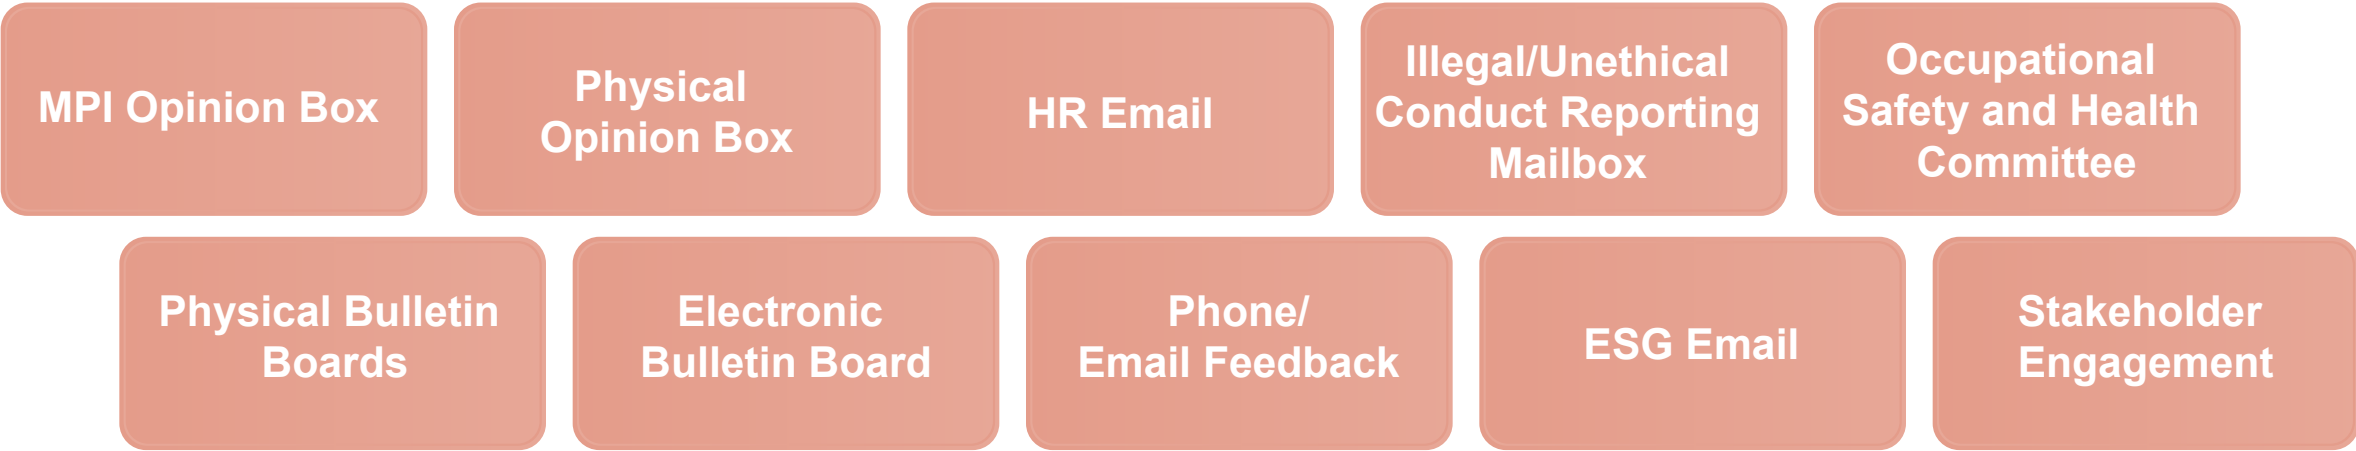 MPI Opinion Box
Physical
Opinion Box
HR Email
Illegal/Unethical
Conduct Reporting
Mailbox
Occupational
Safety and Health
Committee
Physical Bulletin
Boards
Electronic
Bulletin Board
Phone/
Email Feedback
ESG Email
Stakeholder
Engagement